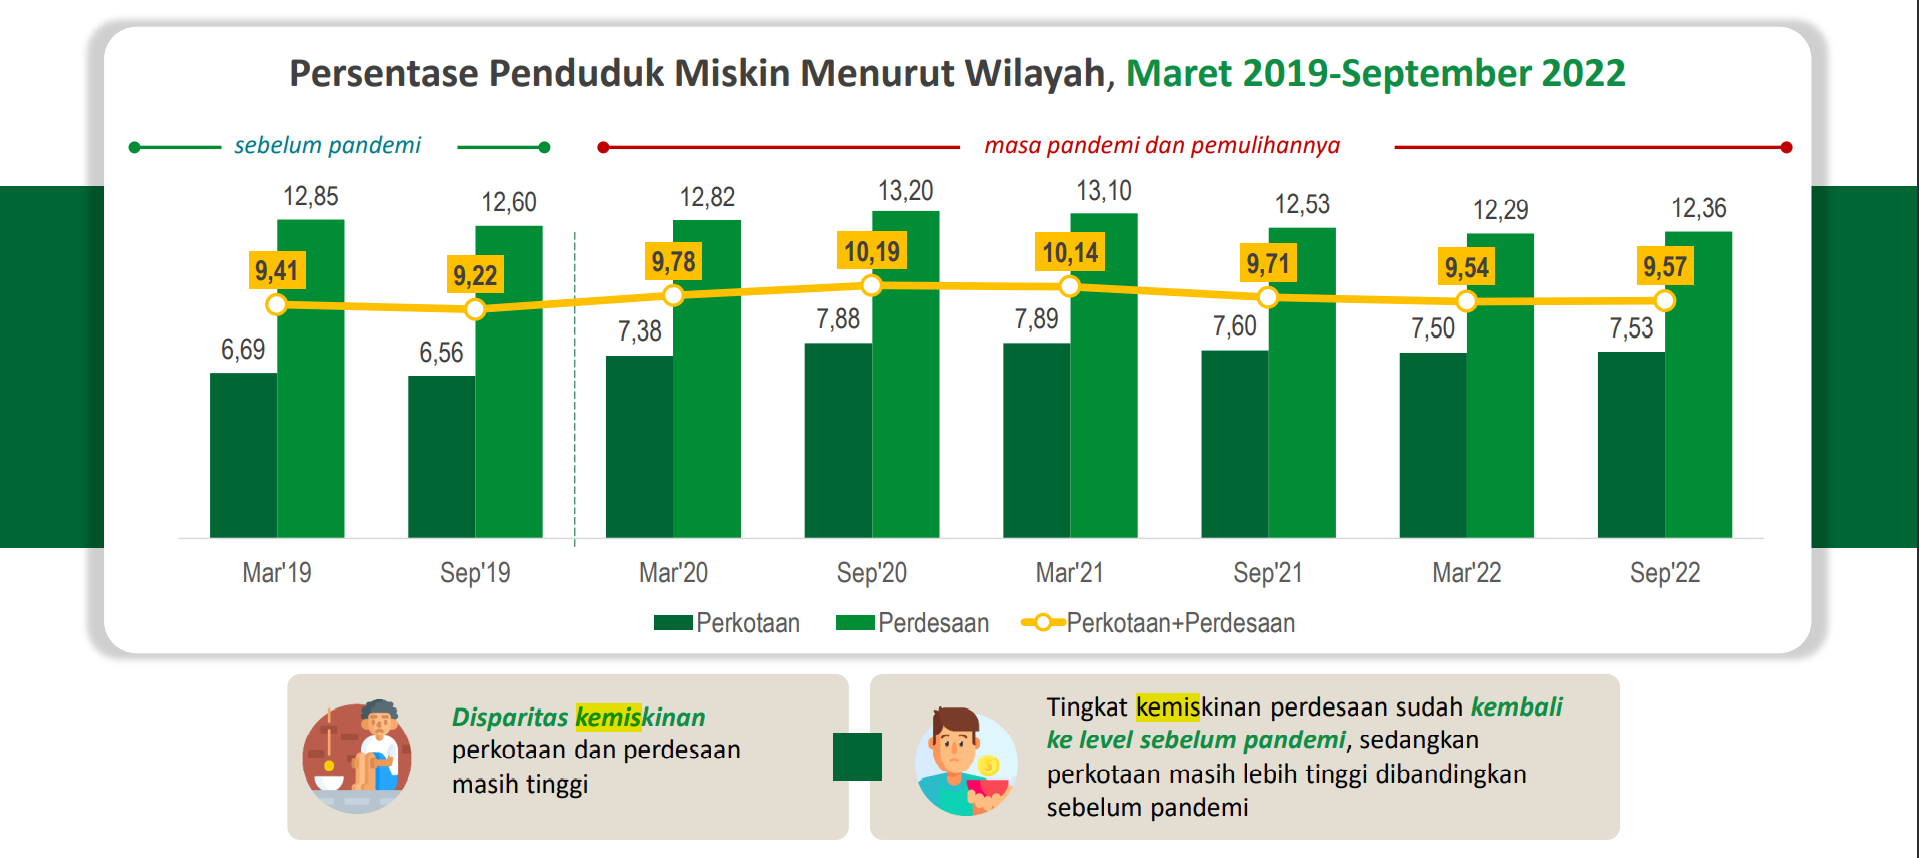 Persentase Penduduk Miskin Menurut Wilayah, Maret 2019-September 2022
sebelum pandemi
masa pandemi dan pemulihannya
12,85
12,60
12,82
13,20
13,10
12,53
12,29
12,36
9,41
9,22
9,78
10,19
10,14
9,71
9,54
9,57
6,69
6,56
7,38
7,88
7,89
7,60
7,50
7,53
Mar'19
Sep'19
Mar'20
Sep'20
Mar'21
Sep'21
Mar'22
Sep'22
Perkotaan
Perdesaan
Perkotaan+Perdesaan
Disparitas kemiskinan
perkotaan dan perdesaan
masih tinggi
Tingkat kemiskinan perdesaan sudah kembali
ke level sebelum pandemi, sedangkan
perkotaan masih lebih tinggi dibandingkan
sebelum pandemi